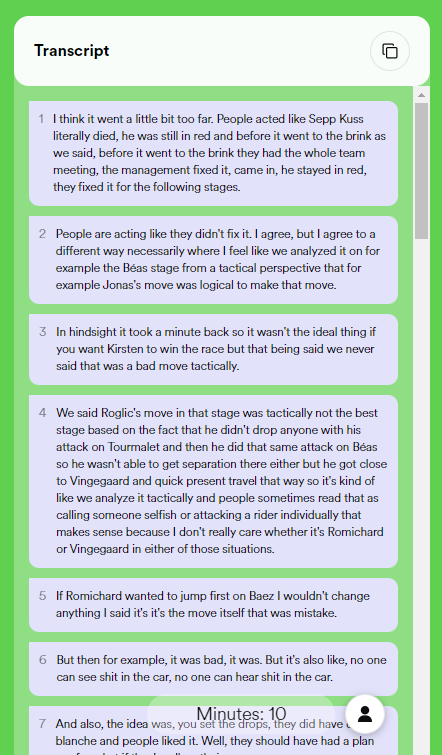 Transcript
1 I think it went a little bit too far. People acted like Sepp Kuss
literally died, he was still in red and before it went to the brink as
we said, before it went to the brink they had the whole team
meeting, the management fixed it, came in, he stayed in red,
they fixed it for the following stages.
2 People are acting like they didn't fix it. I agree, but I agree to a
different way necessarily where I feel like we analyzed it on for
example the Béas stage from a tactical perspective that for
example Jonas's move was logical to make that move.
3 In hindsight it took a minute back so it wasn't the ideal thing if
you want Kirsten to win the race but that being said we never
said that was a bad move tactically.
4 We said Roglic's move in that stage was tactically not the best
stage based on the fact that he didn't drop anyone with his
attack on Tourmalet and then he did that same attack on Béas
so he wasn't able to get separation there either but he got close
to Vingegaard and quick present travel that way so it's kind of
like we analyze it tactically and people sometimes read that as
calling someone selfish or attacking a rider individually that
makes sense because I don't really care whether it's Romichard
or Vingegaard in either of those situations.
5 If Romichard wanted to jump first on Baez I wouldn't change
anything I said it's it's the move itself that was mistake.
6 But then for example, it was bad, it was. But it's also like, no one
can see shit in the car, no one can hear shit in the car.
Minutes: 10
7 And also, the idea was, you set the drops, they did have
blanche and people liked it. Well, they should have had a plan